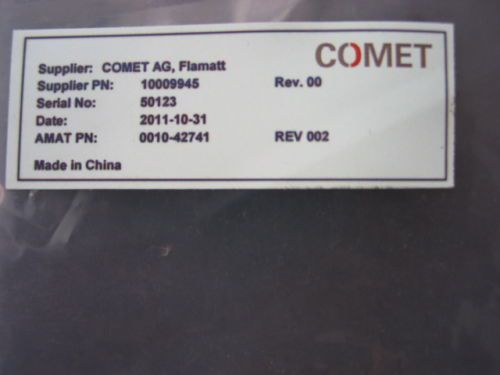 COMET
Supplier: COMET AG, Flamatt
Supplier PN: 10009945 Rev. 00
Serial No: 50123
Date: 2011-10-31
AMAT PN: 0010-42741 REV 002
Made in China